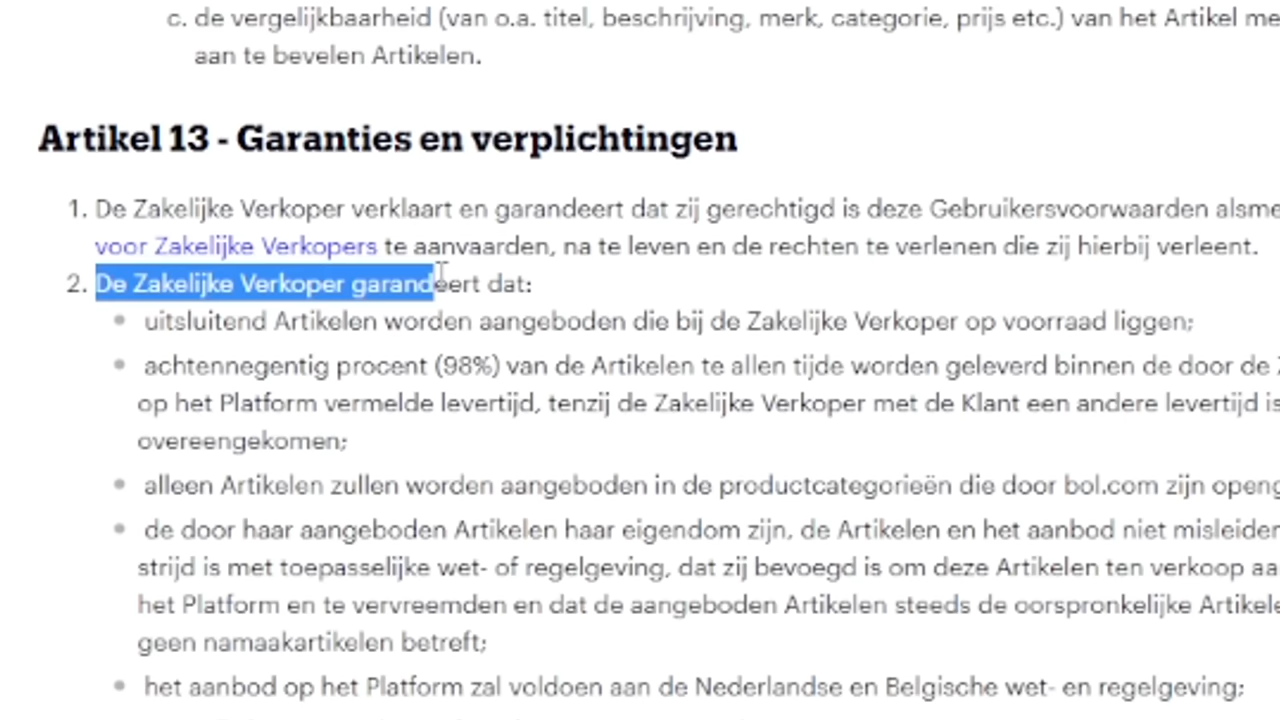 c. de vergelijkbaarheid (van o.a. titel, beschrijving, merk, categorie, prijs etc.) van het Artikel me
aan te bevelen Artikelen.
Artikel 13 - Garanties en verplichtingen
1. De Zakelijke Verkoper verklaart en garandeert dat zij gerechtigd is deze Gebruikersvoorwaarden alsme
voor Zakelijke Verkopers te aanvaarden, na te leven en de rechten te verlenen die zij hierbij verleent.
2. De Zakelijke Verkoper garandeert dat:
uitsluitend Artikelen worden aangeboden die bij de Zakelijke Verkoper op voorraad liggen;
achtennegentig procent (98%) van de Artikelen te allen tijde worden geleverd binnen de door de
op het Platform vermelde levertijd, tenzij de Zakelijke Verkoper met de Klant een andere levertijd is
overeengekomen;
alleen Artikelen zullen worden aangeboden in de productcategorieën die door bol.com zijn openg
de door haar aangeboden Artikelen haar eigendom zijn, de Artikelen en het aanbod niet misleiden
strijd is met toepasselijke wet- of regelgeving, dat zij bevoegd is om deze Artikelen ten verkoop aa
het Platform en te vervreemden en dat de aangeboden Artikelen steeds de oorspronkelijke Artikele
geen namaakartikelen betreft;
het aanbod op het Platform zal voldoen aan de Nederlandse en Belgische wet- en regelgeving;